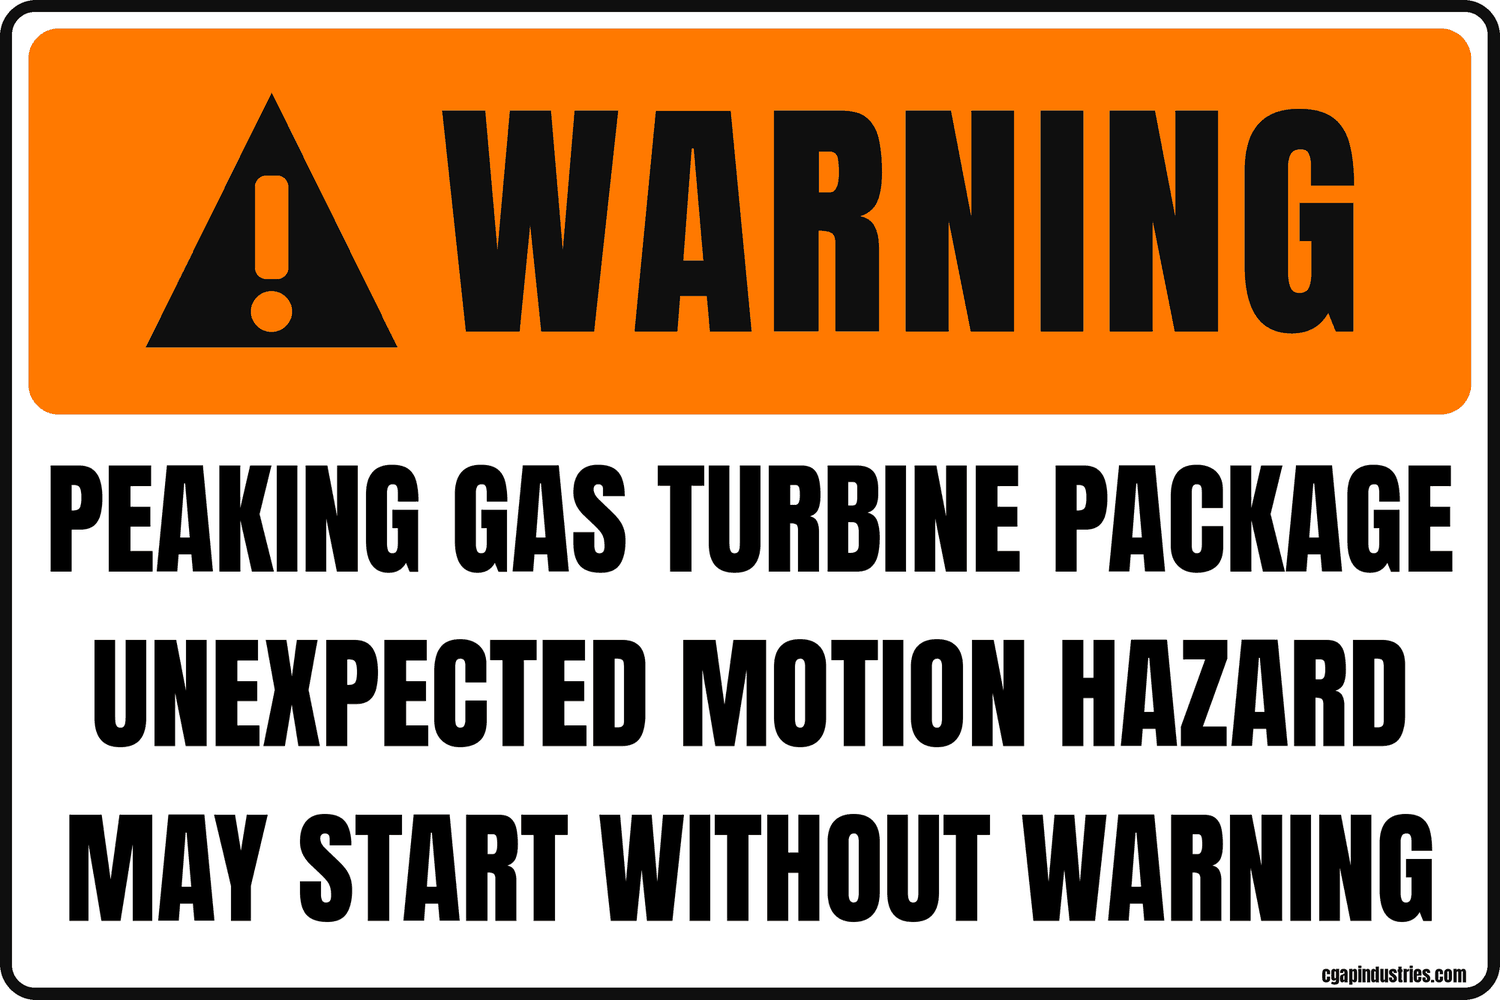 WARNING
PEAKING GAS TURBINE PACKAGE
UNEXPECTED MOTION HAZARD
MAY START WITHOUT WARNING
cgapindustries.com